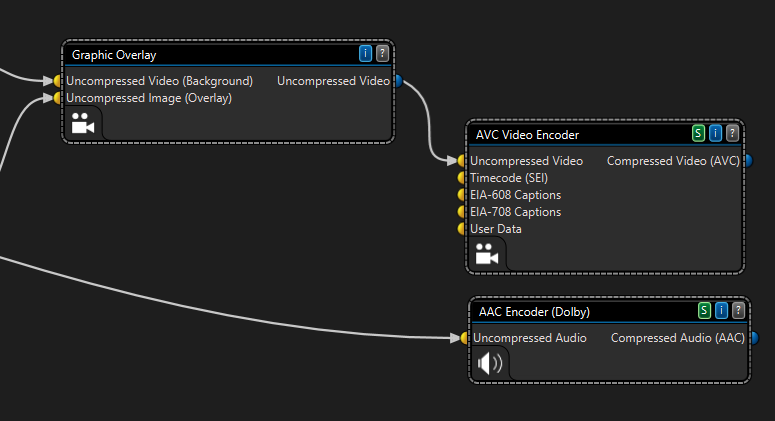 Graphic Overlay i ?
Uncompressed Video (Background) Uncompressed Video
Uncompressed Image (Overlay)
AVC Video Encoder S i ?
Uncompressed Video Compressed Video (AVC)
Timecode (SEI)
EIA-608 Captions
EIA-708 Captions
User Data
AAC Encoder (Dolby) S i ?
Uncompressed Audio Compressed Audio (AAC)